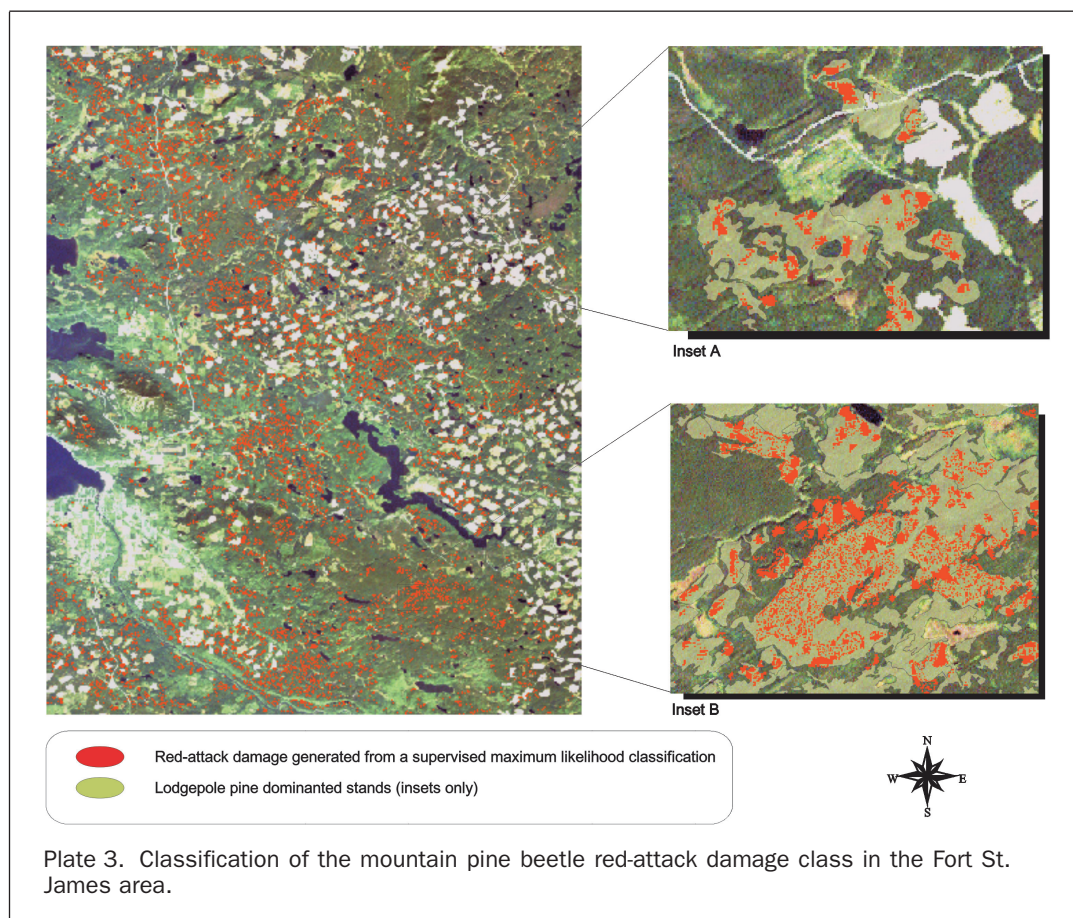 Inset A
Inset B
Red-attack damage generated from a supervised maximum likelihood classification
Lodgepole pine dominanted stands (insets only)
N
W E
S
Plate 3. Classification of the mountain pine beetle red-attack damage class in the Fort St.
James area.